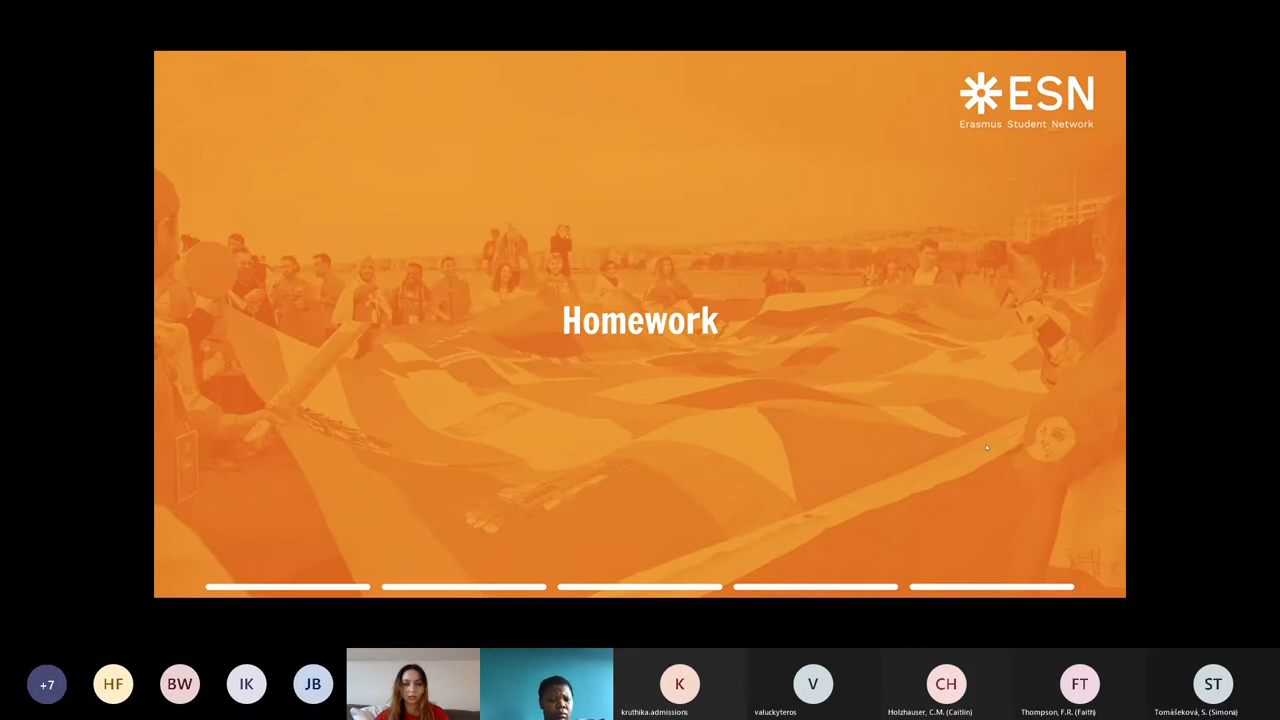 ESN
Erasmus Student Network
Homework
+7
HF
BW
IK
JB
K
kruthika.admissions
V
valuckyteros
CH
Holzhauser, C.M. (Caitlin)
FT
Thompson, F.R. (Faith)
ST
Tomášeková, S. (Simona)